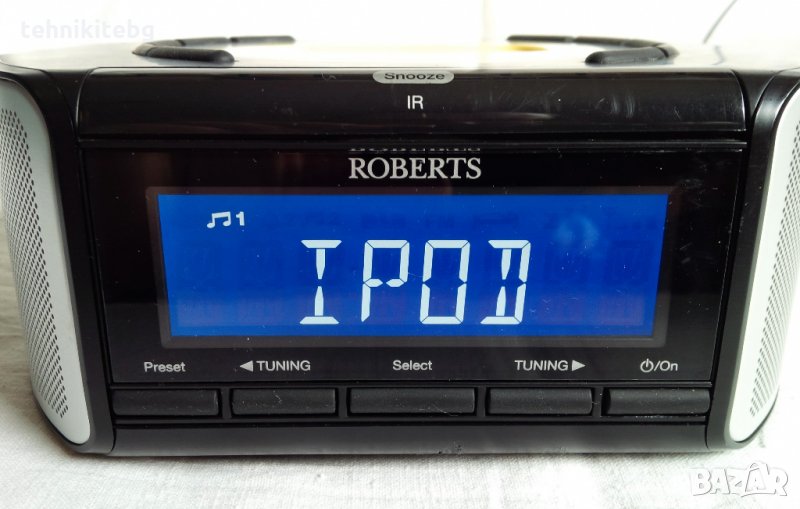 © tehnikitebg
Snooze
IR
ROBERTS
1
IPOD
Preset
◄TUNING
Select
TUNING►
⏻/On
BAZAR